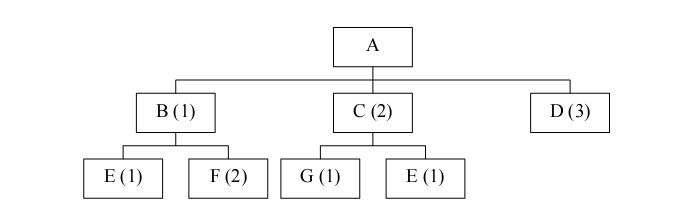 A
B (1) C (2) D (3)
E (1) F (2) G (1) E (1)